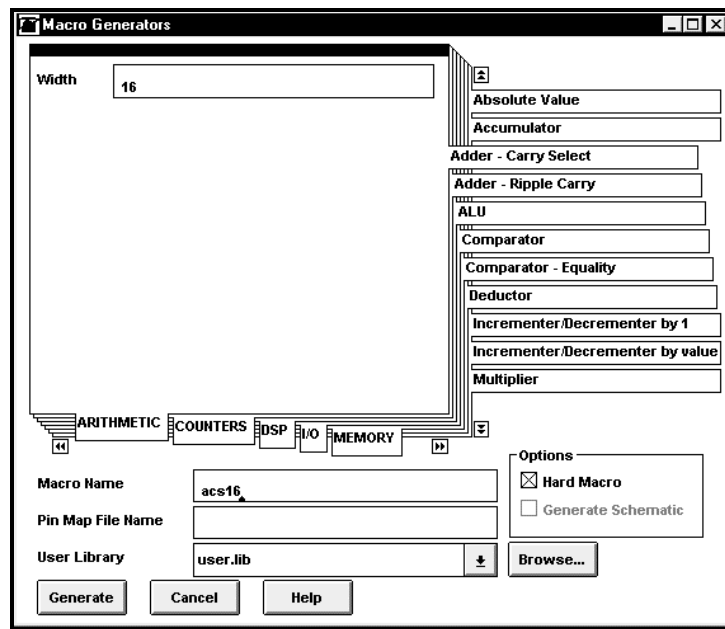 Macro Generators
Width 16
Absolute Value
Accumulator
Adder - Carry Select
Adder - Ripple Carry
ALU
Comparator
Comparator - Equality
Deductor
Incrementer/Decrementer by 1
Incrementer/Decrementer by value
Multiplier
ARITHMETIC COUNTERS DSP I/O MEMORY
Macro Name acs16
Pin Map File Name
User Library user.lib Browse...
Options
Hard Macro
Generate Schematic
Generate Cancel Help